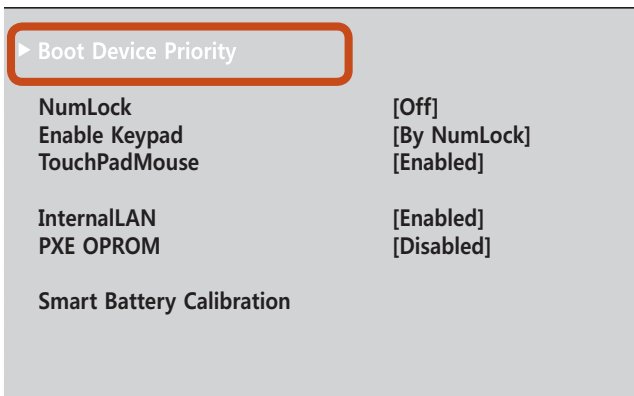 Boot Device Priority
NumLock [Off]
Enable Keypad [By NumLock]
TouchPadMouse [Enabled]
InternalLAN [Enabled]
PXE OPROM [Disabled]
Smart Battery Calibration